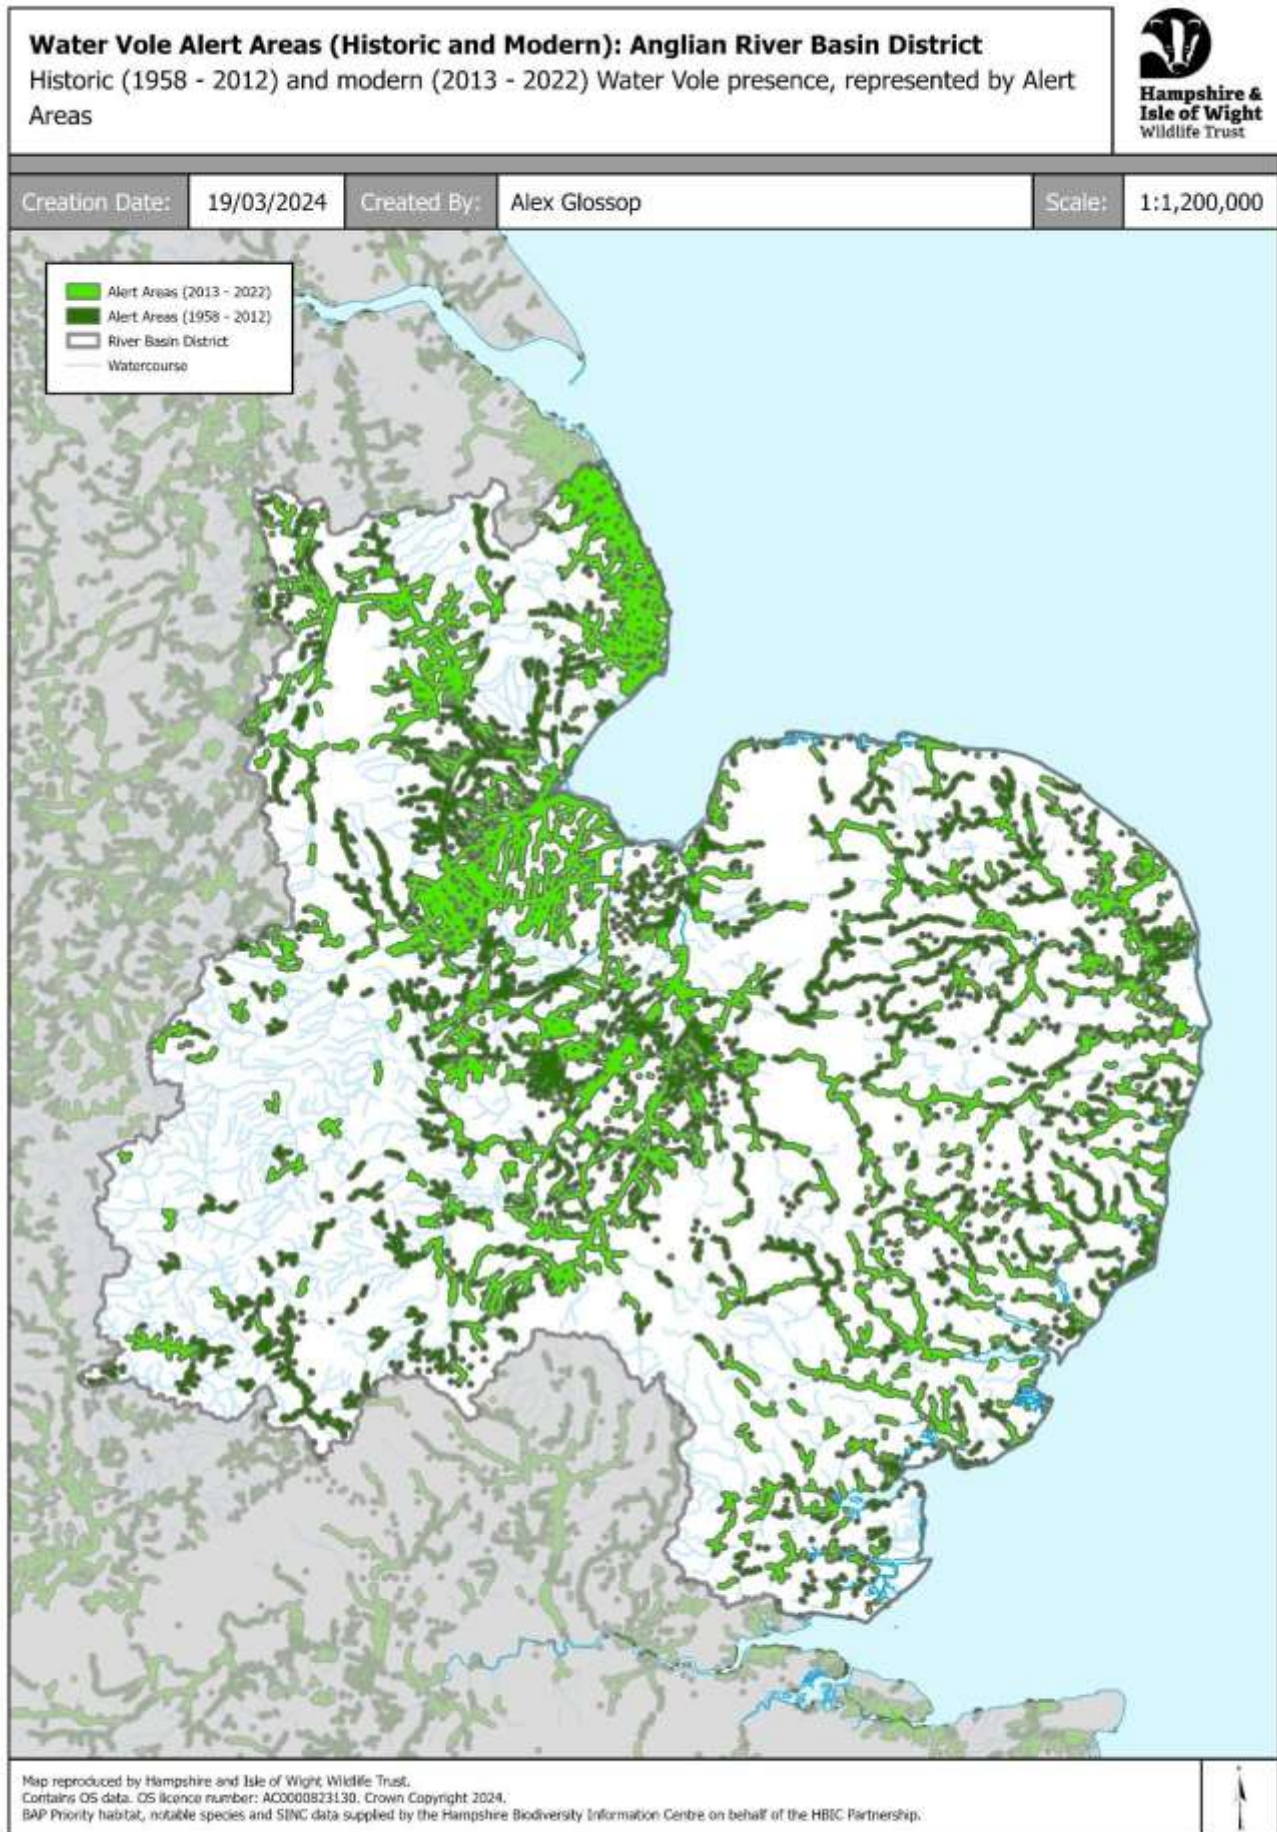 Water Vole Alert Areas (Historic and Modern): Anglian River Basin District
Historic (1958 - 2012) and modern (2013 - 2022) Water Vole presence, represented by Alert
Areas
Hampshire &
Isle of Wight
Wildlife Trust
Creation Date: 19/03/2024 Created By: Alex Glossop Scale: 1:1,200,000
Alert Areas (2013 - 2022)
Alert Areas (1958 - 2012)
River Basin District
Watercourse
Map reproduced by Hampshire and Isle of Wight Wildlife Trust.
Contains OS data. OS licence number: AC0000823130. Crown Copyright 2024.
BAP Priority habitat, notable species and SINC data supplied by the Hampshire Biodiversity Information Centre on behalf of the HBIC Partnership.